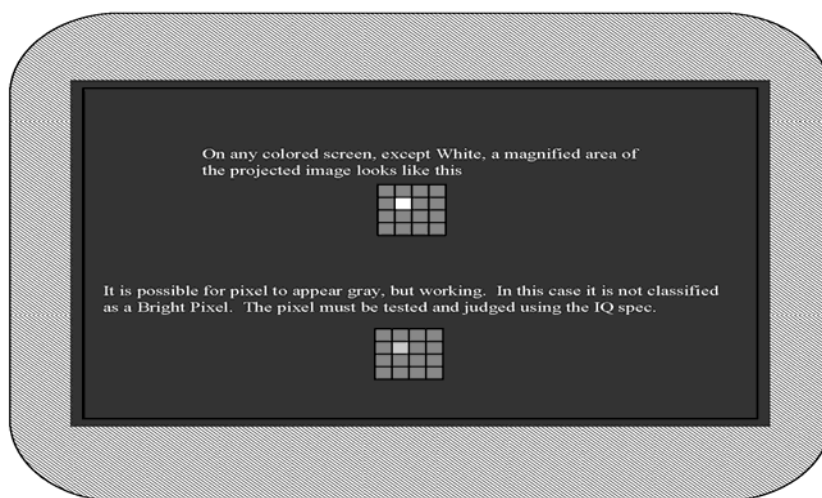 On any colored screen, except White, a magnified area of
the projected image looks like this
It is possible for pixel to appear gray, but working. In this case it is not classified
as a Bright Pixel. The pixel must be tested and judged using the IQ spec.